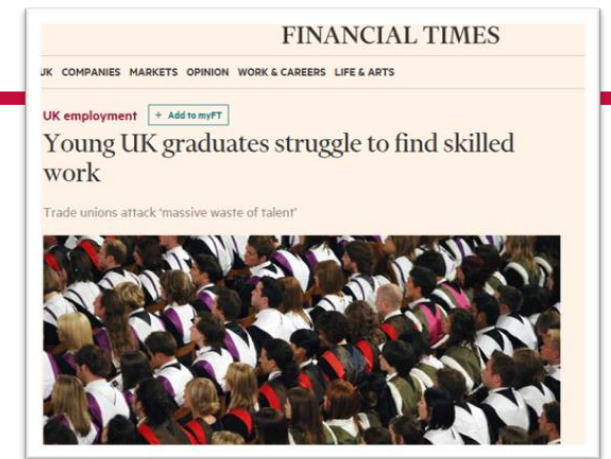 FINANCIAL TIMES
UK COMPANIES MARKETS OPINION WORK & CAREERS LIFE & ARTS
UK employment + Add to myFT
Young UK graduates struggle to find skilled
work
Trade unions attack 'massive waste of talent'